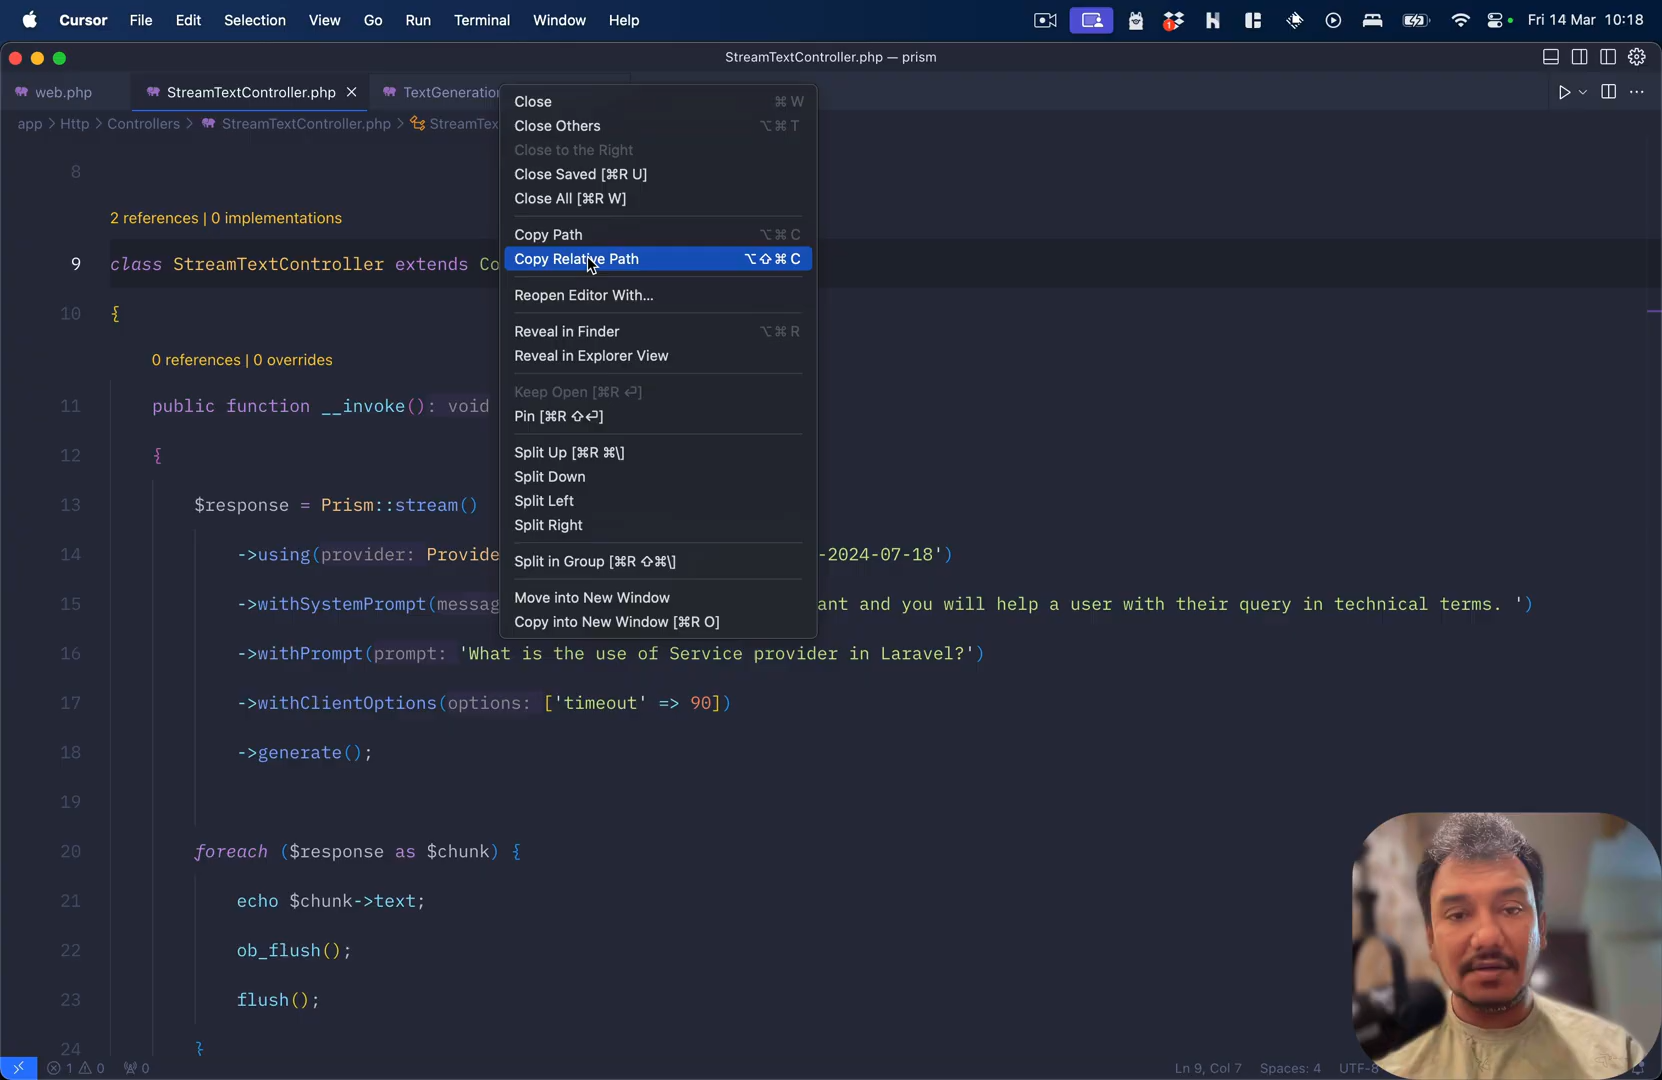 Cursor File Edit Selection View Go Run Terminal Window Help Fri 14 Mar 10:18
StreamTextController.php — prism
web.php StreamTextController.php TextGeneration
app > Http > Controllers > StreamTextController.php > StreamTex
Close ⌘ W
Close Others ⌥ ⌘ T
Close to the Right
Close Saved [⌘R U]
Close All [⌘R W]
Copy Path ⌥ ⌘ C
Copy Relative Path ⌥ ⇧ ⌘ C
Reopen Editor With...
Reveal in Finder ⌥ ⌘ R
Reveal in Explorer View
Keep Open [⌘R ⏎]
Pin [⌘R ⇧⏎]
Split Up [⌘R ⌘\]
Split Down
Split Left
Split Right
Split in Group [⌘R ⇧⌘\]
Move into New Window
Copy into New Window [⌘R O]
8
2 references | 0 implementations
9 class StreamTextController extends Co
10 {
0 references | 0 overrides
11 public function __invoke(): void
12 {
13 $response = Prism::stream()
14 ->using(provider: Provide -2024-07-18')
15 ->withSystemPrompt(messag ant and you will help a user with their query in technical terms. ')
16 ->withPrompt(prompt: 'What is the use of Service provider in Laravel?')
17 ->withClientOptions(options: ['timeout' => 90])
18 ->generate();
19
20 foreach ($response as $chunk) {
21 echo $chunk->text;
22 ob_flush();
23 flush();
24 }
1 0 0 Ln 9, Col 7 Spaces: 4 UTF-8